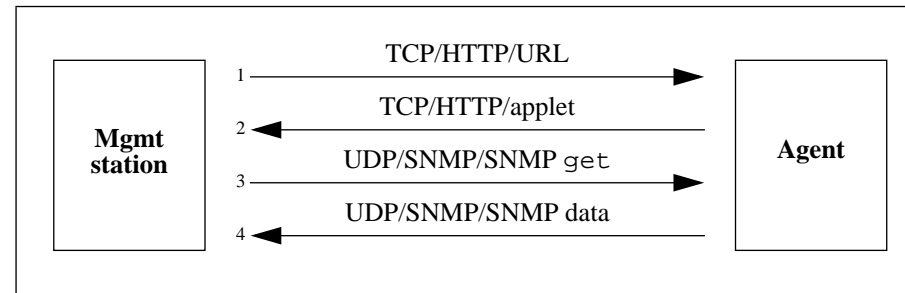 Mgmt
station
1
TCP/HTTP/URL
2
TCP/HTTP/applet
3
UDP/SNMP/SNMP get
4
UDP/SNMP/SNMP data
Agent